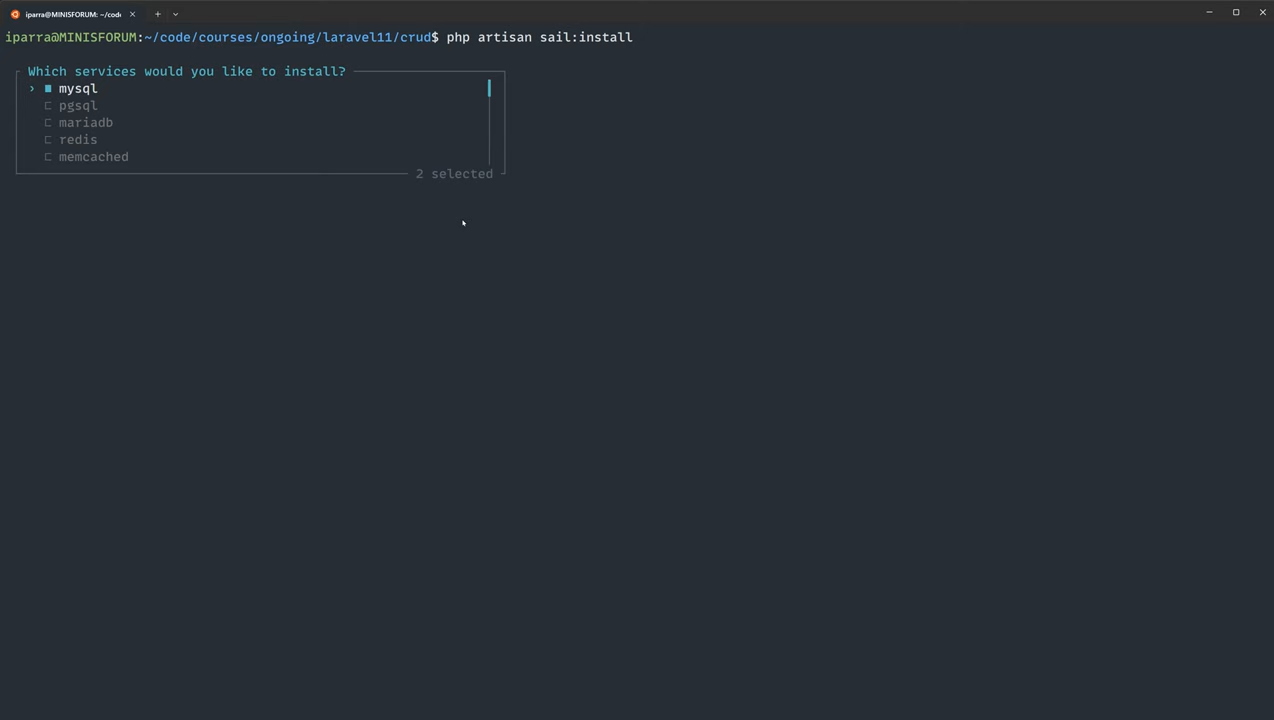 iparra@MINISFORUM: ~/code
iparra@MINISFORUM:~/code/courses/ongoing/laravel11/crud$ php artisan sail:install
Which services would you like to install?
› mysql
pgsql
mariadb
redis
memcached
2 selected